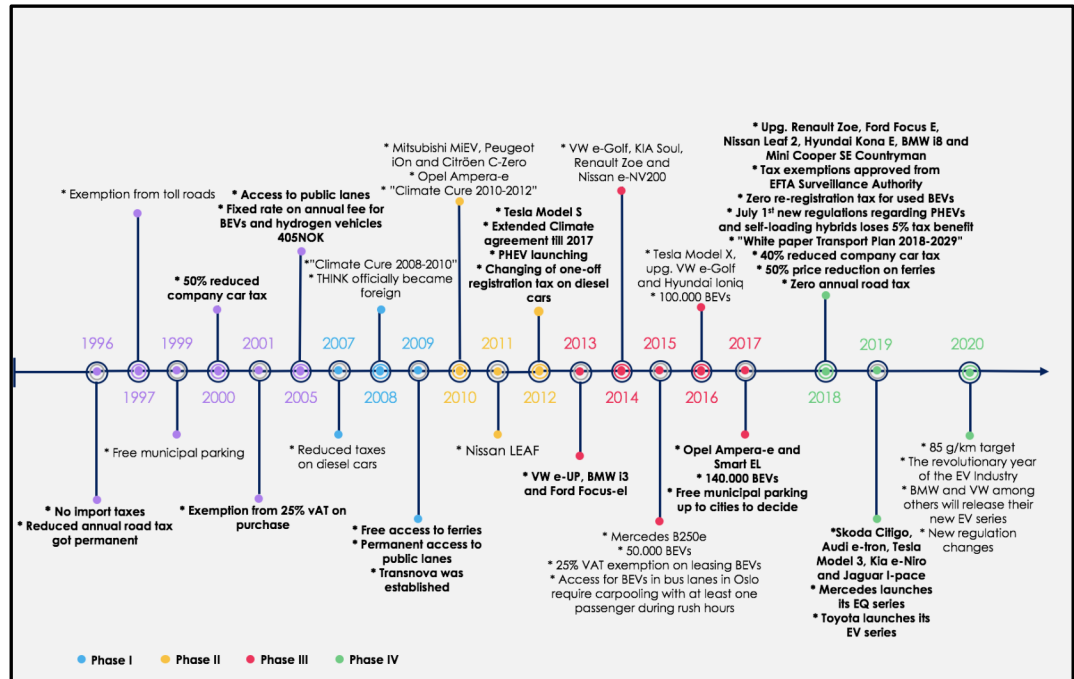 * Exemption from toll roads
* 50% reduced
company car tax
* Access to public lanes
* Fixed rate on annual fee for
BEVs and hydrogen vehicles
405NOK
* "Climate Cure 2008-2010"
* THINK officially became
foreign
* Mitsubishi MiEV, Peugeot
iOn and Citröen C-Zero
* Opel Ampera-e
* "Climate Cure 2010-2012"
* Tesla Model S
* Extended Climate
agreement till 2017
* PHEV launching
* Changing of one-off
registration tax on diesel
cars
* VW e-Golf, KIA Soul,
Renault Zoe and
Nissan e-NV200
* Tesla Model X,
upg. VW e-Golf
and Hyundai Ioniq
* 100.000 BEVs
* Upg. Renault Zoe, Ford Focus E,
Nissan Leaf 2, Hyundai Kona E, BMW i8 and
Mini Cooper SE Countryman
* Tax exemptions approved from
EFTA Surveillance Authority
* Zero re-registration tax for used BEVs
* July 1st new regulations regarding PHEVs
and self-loading hybrids loses 5% tax benefit
* "White paper Transport Plan 2018-2029"
* 40% reduced company car tax
* 50% price reduction on ferries
* Zero annual road tax
1996
1999
2001
2007
2009
2011
2013
2015
2017
2019
2020
1997
2000
2005
2008
2010
2012
2014
2016
2018
* No import taxes
* Reduced annual road tax
got permanent
* Free municipal parking
* Exemption from 25% vAT on
purchase
* Reduced taxes
on diesel cars
* Free access to ferries
* Permanent access to
public lanes
* Transnova was
established
* Nissan LEAF
* VW e-UP, BMW i3
and Ford Focus-el
* Mercedes B250e
* 50.000 BEVs
* 25% VAT exemption on leasing BEVs
* Access for BEVs in bus lanes in Oslo
require carpooling with at least one
passenger during rush hours
* Opel Ampera-e and
Smart EL
* 140.000 BEVs
* Free municipal parking
up to cities to decide
*Skoda Citigo,
Audi e-tron, Tesla
Model 3, Kia e-Niro
and Jaguar I-pace
* Mercedes launches
its EQ series
* Toyota launches its
EV series
* 85 g/km target
* The revolutionary year
of the EV Industry
* BMW and VW among
others will release their
new EV series
* New regulation
changes
Phase I
Phase II
Phase III
Phase IV